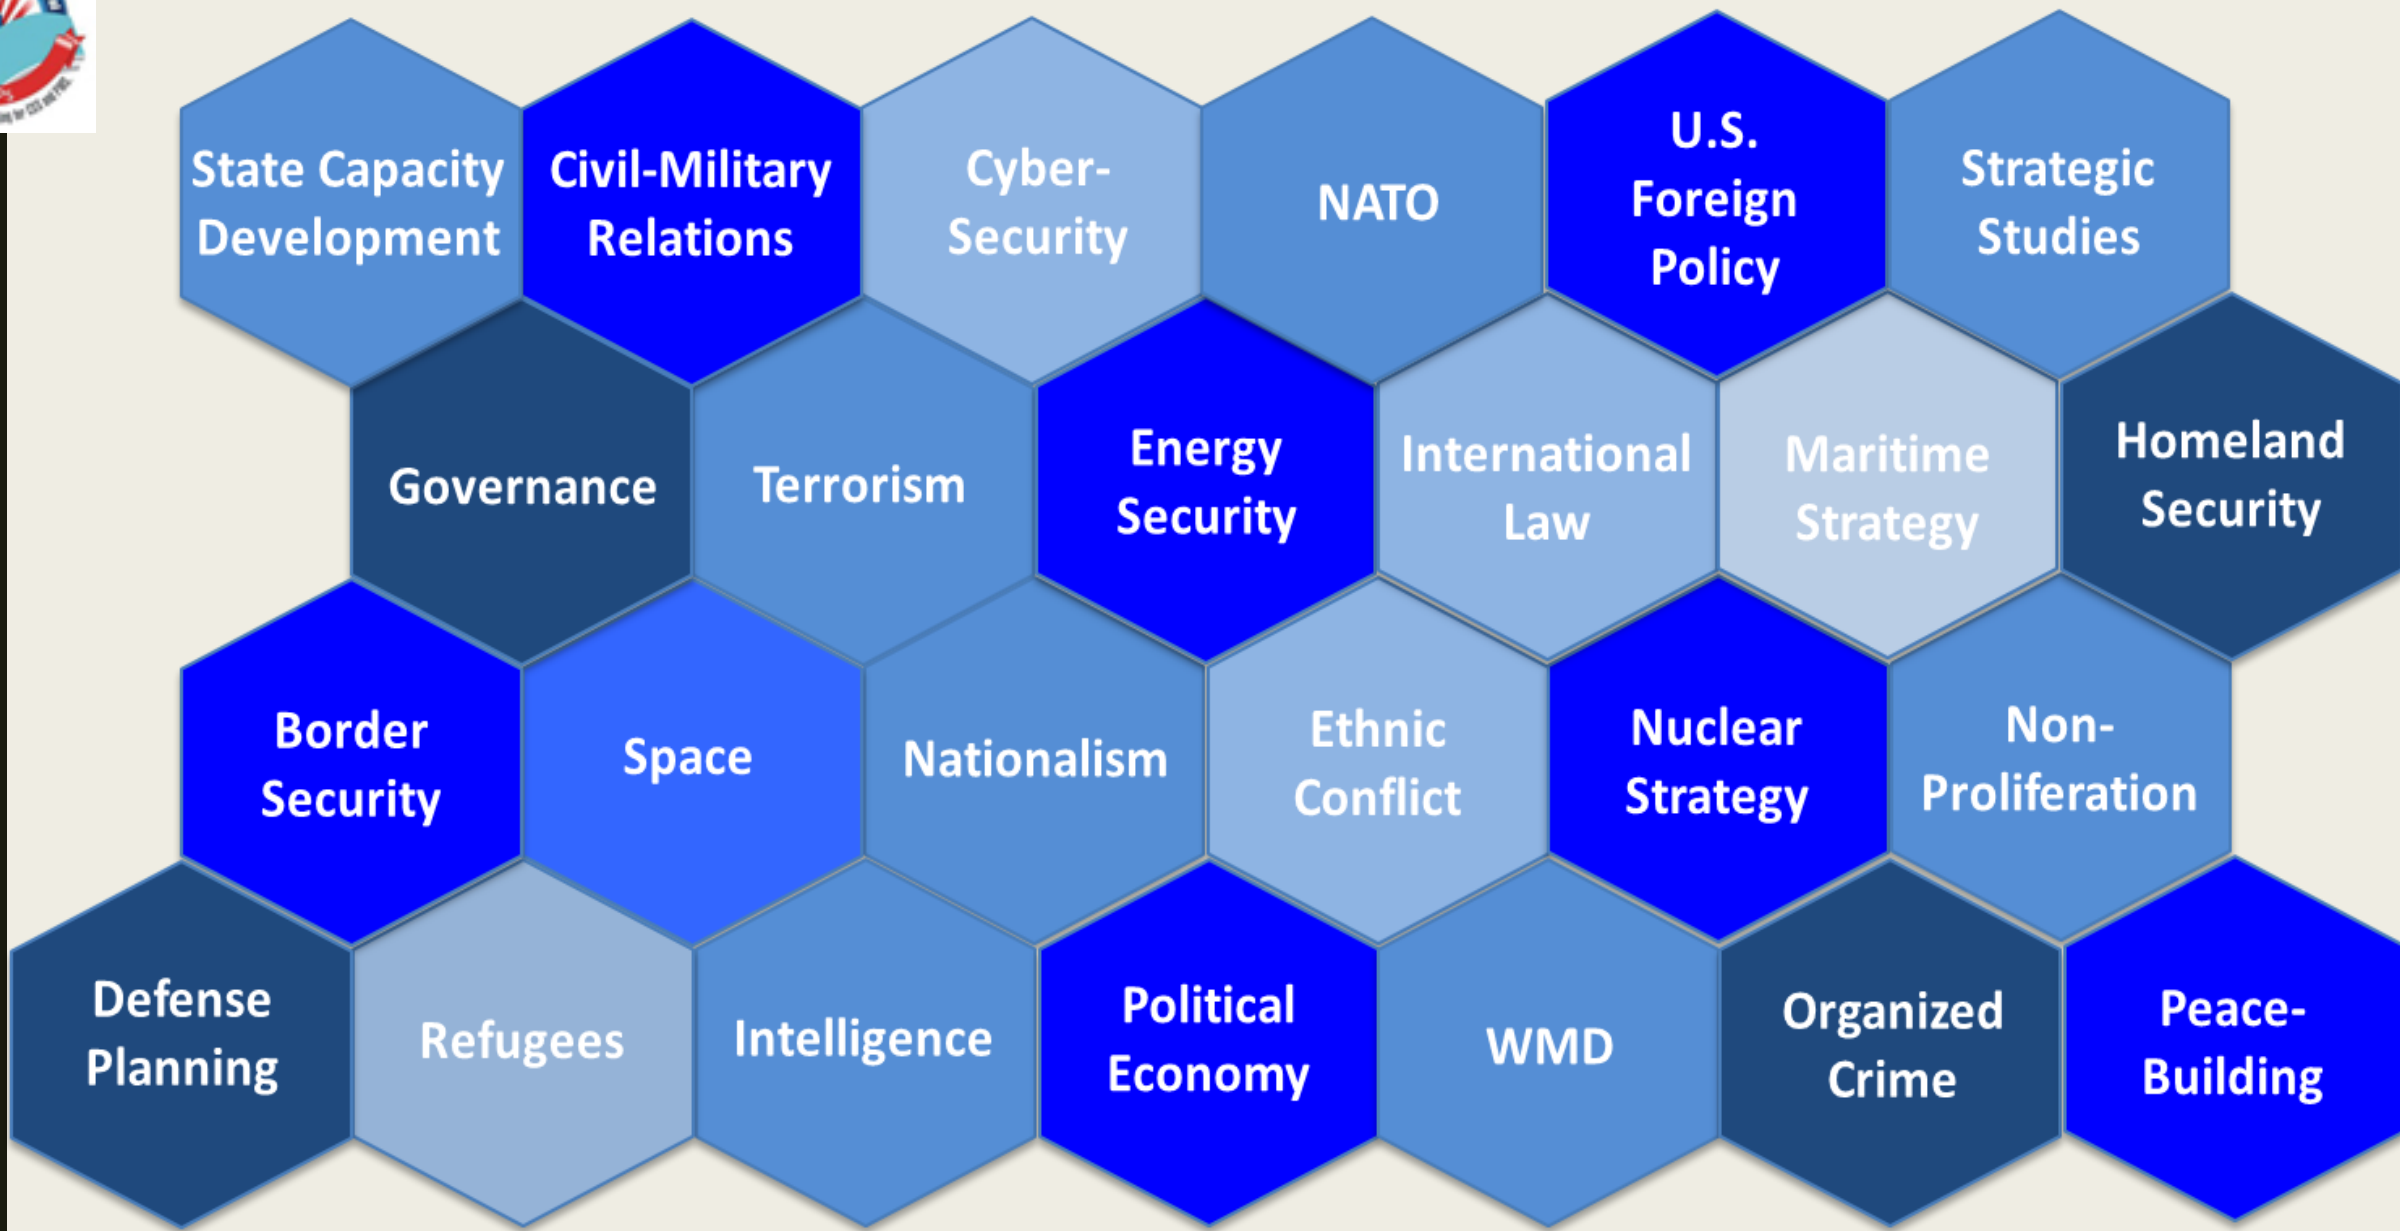 State Capacity
Development
Civil-Military
Relations
Cyber-
Security
NATO
U.S.
Foreign
Policy
Strategic
Studies
Governance
Terrorism
Energy
Security
International
Law
Maritime
Strategy
Homeland
Security
Border
Security
Space
Nationalism
Ethnic
Conflict
Nuclear
Strategy
Non-
Proliferation
Defense
Planning
Refugees
Intelligence
Political
Economy
WMD
Organized
Crime
Peace-
Building